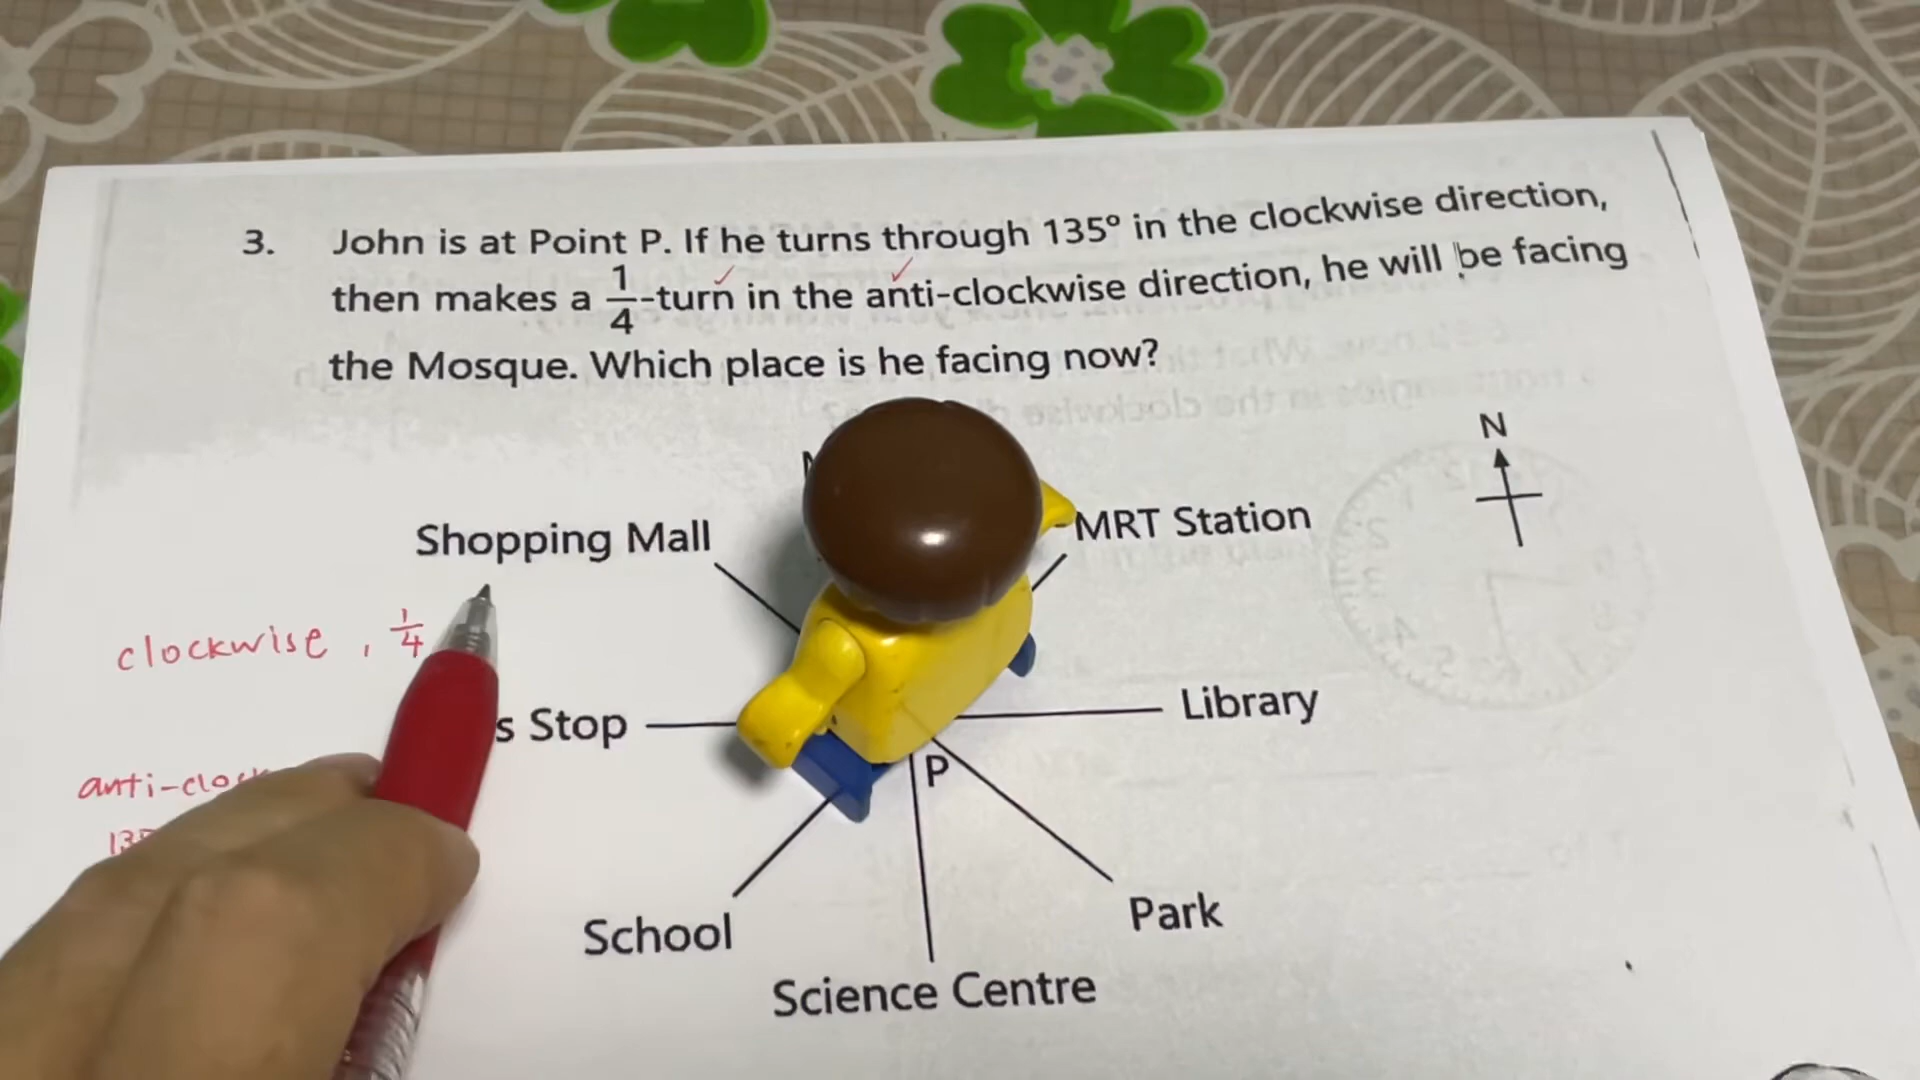 3. John is at Point P. If he turns through 135° in the clockwise direction,
then makes a 1/4-turn in the anti-clockwise direction, he will be facing
the Mosque. Which place is he facing now?
N
Shopping Mall
MRT Station
clockwise , 1/4
s Stop
Library
P
anti-cloc
School
Park
Science Centre